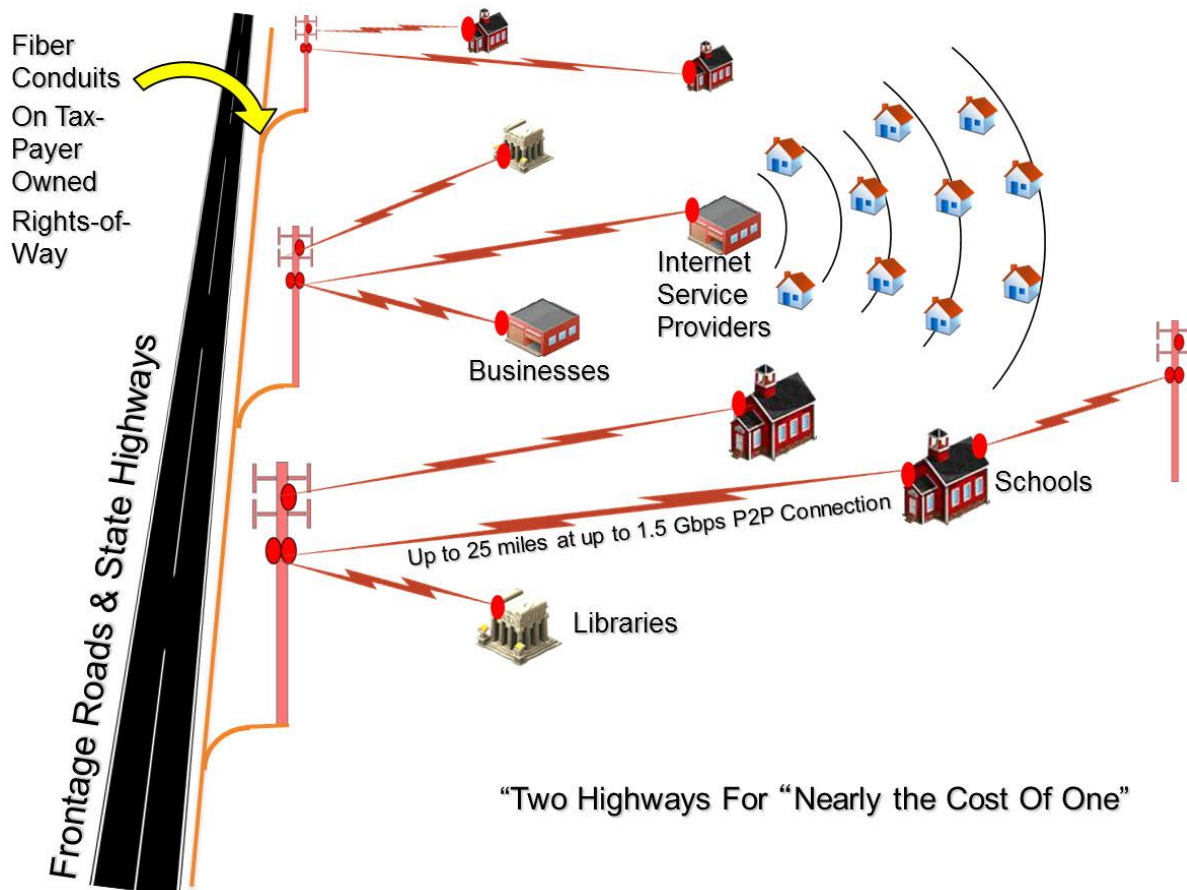 Fiber
Conduits
On Tax-
Payer
Owned
Rights-of-
Way
Internet
Service
Providers
Businesses
Schools
Up to 25 miles at up to 1.5 Gbps P2P Connection
Libraries
Frontage Roads & State Highways
“Two Highways For “Nearly the Cost Of One”